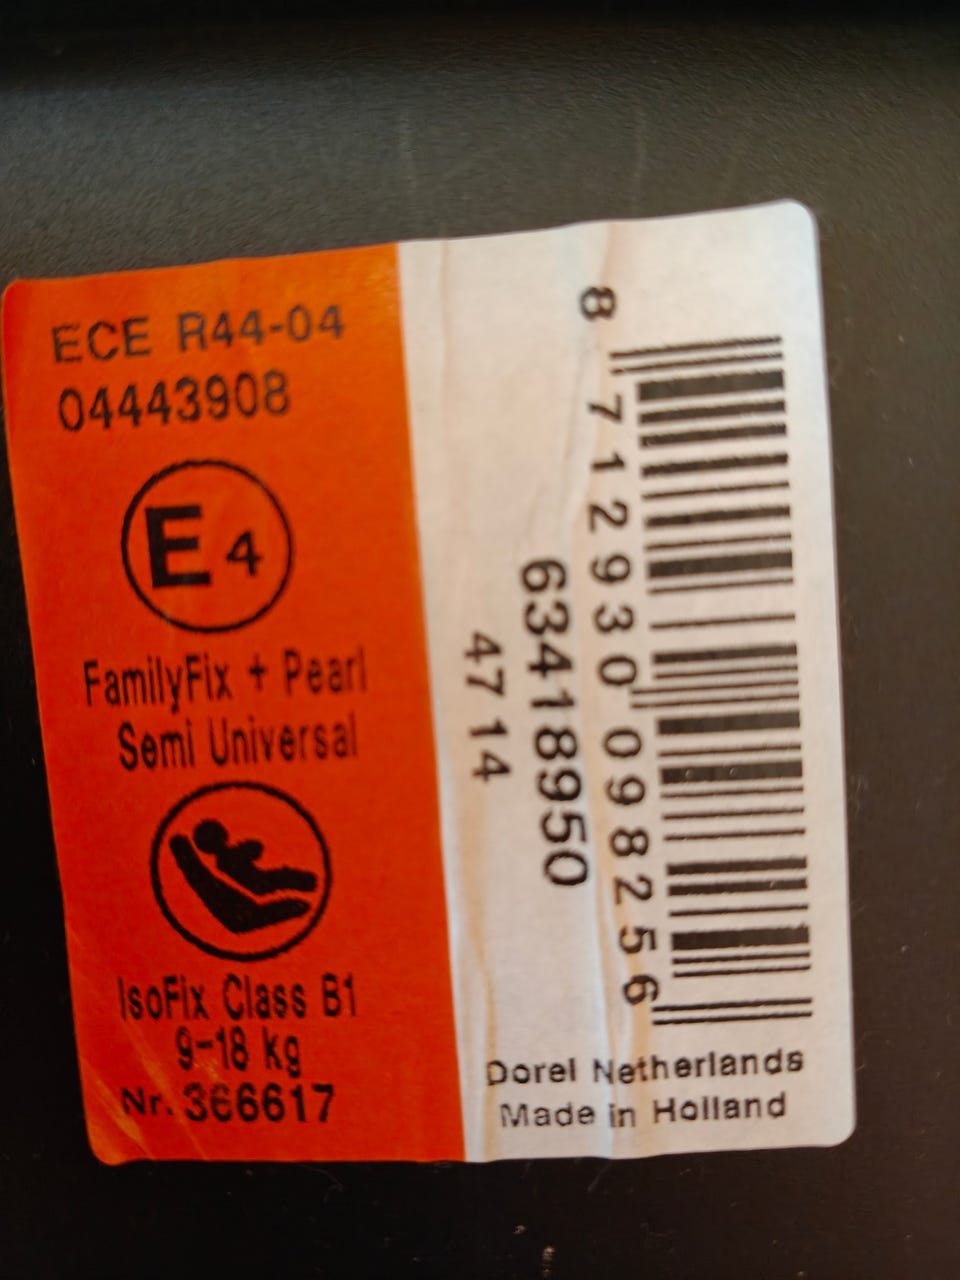 ECE R44-04
04443908
E4
FamilyFix + Pearl
Semi Universal
IsoFix Class B1
9-18 kg
Nr. 366617
8 712930 098256
63418950
47 14
Dorel Netherlands
Made in Holland